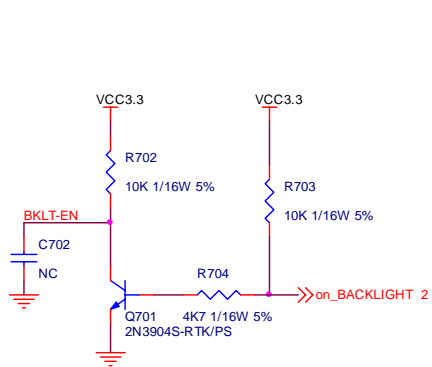 VCC3.3
VCC3.3
R702
10K 1/16W 5%
R703
10K 1/16W 5%
BKLT-EN
C702
NC
R704
4K7 1/16W 5%
on_BACKLIGHT 2
Q701
2N3904S-RTK/PS